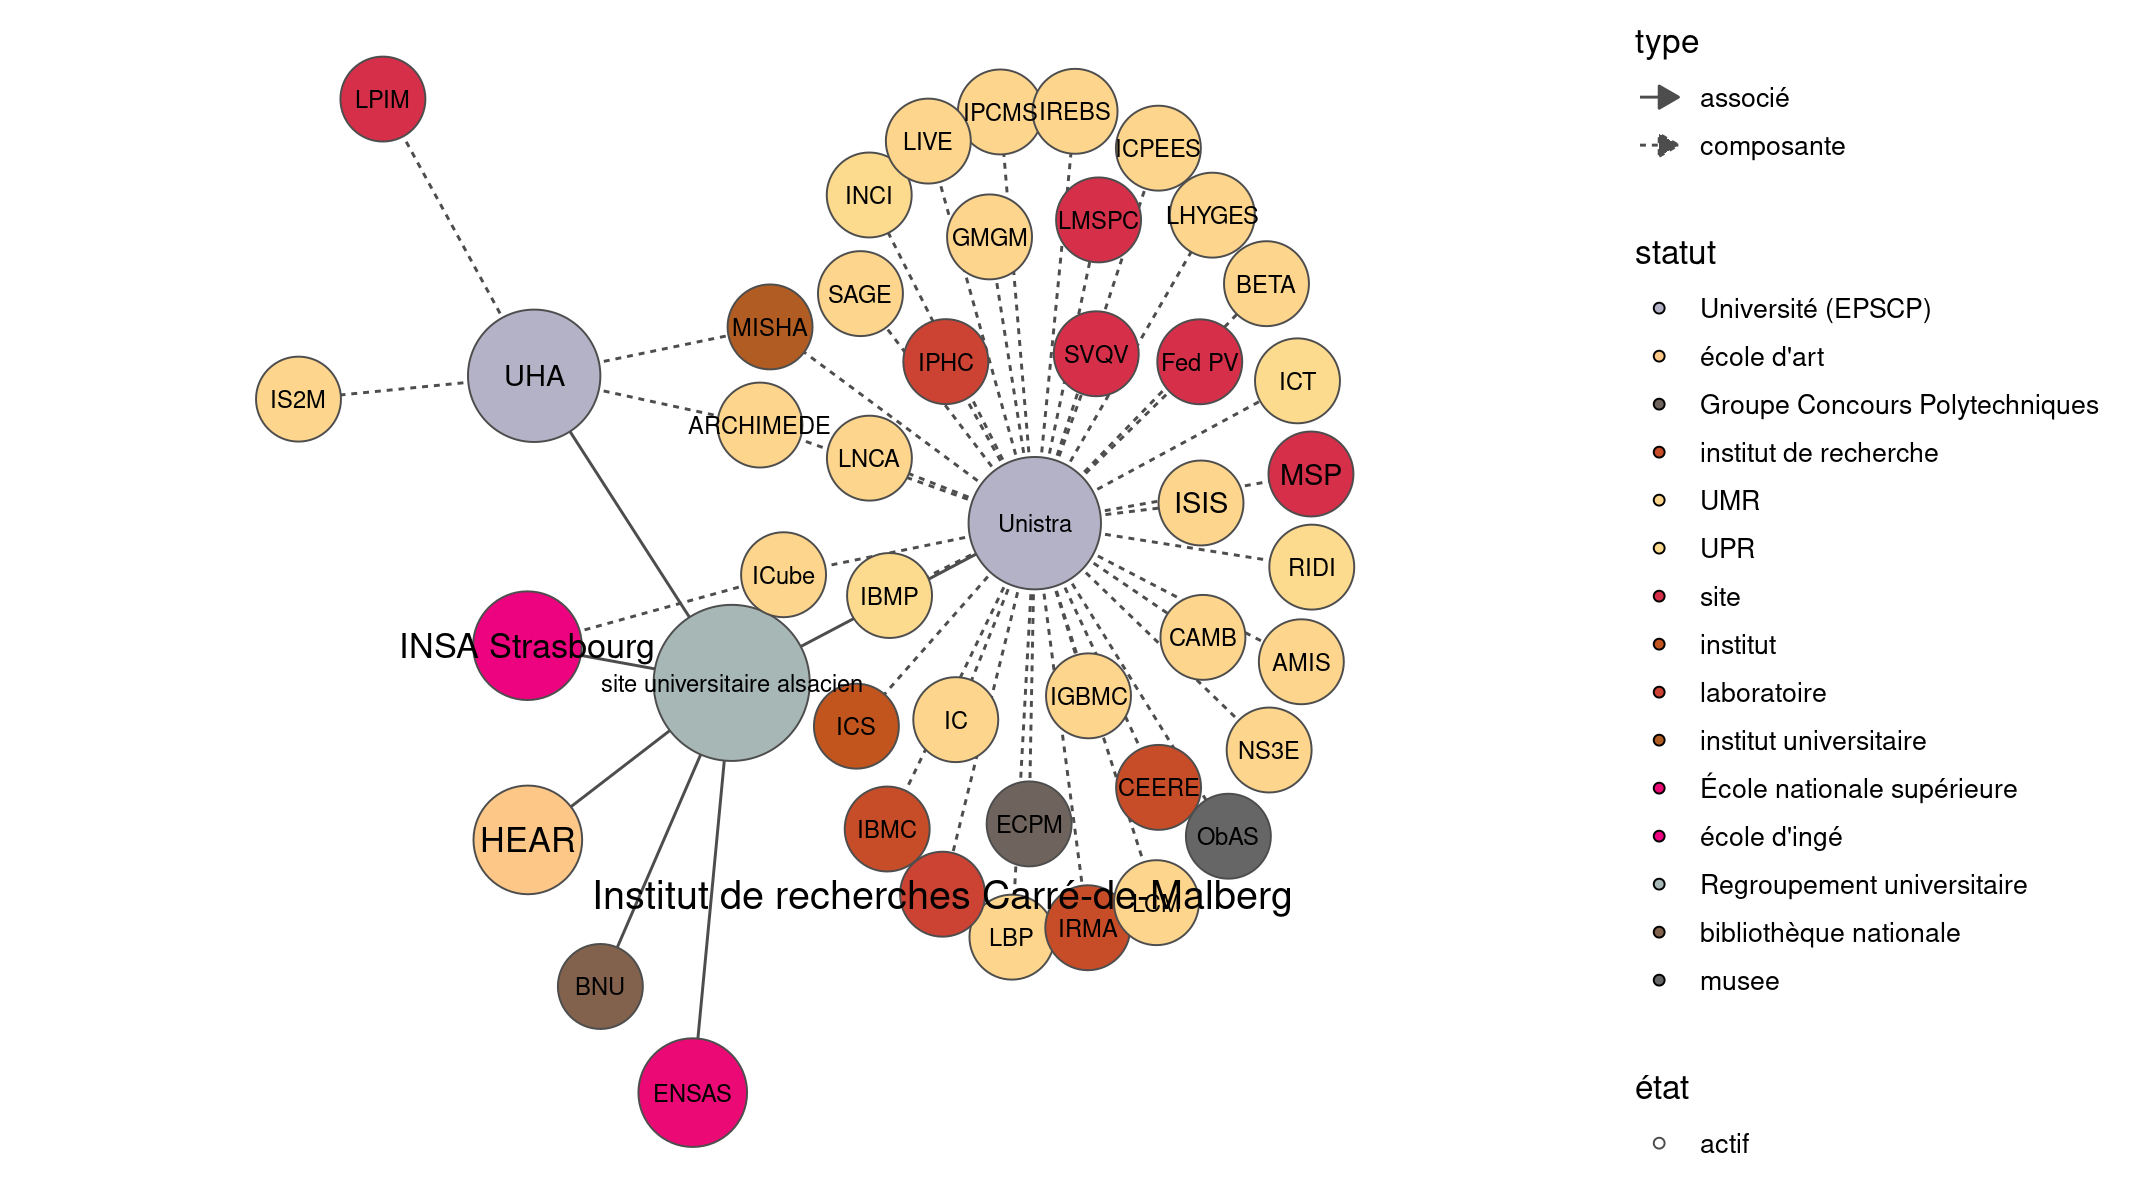 LPIM
IPCMS
IREBS
LIVE
ICPEES
INCI
LHYGES
LMSPC
GMGM
BETA
SAGE
MISHA
SVQV
IPHC
Fed PV
UHA
ICT
IS2M
ARCHIMEDE
LNCA
MSP
ISIS
Unistra
RIDI
ICube
IBMP
CAMB
INSA Strasbourg
AMIS
site universitaire alsacien
IGBMC
IC
ICS
NS3E
CEERE
ECPM
IBMC
ObAS
HEAR
Institut de recherches Carré-de-Malberg
LCM
IRMA
LBP
BNU
ENSAS
type
associé
composante
statut
Université (EPSCP)
école d'art
Groupe Concours Polytechniques
institut de recherche
UMR
UPR
site
institut
laboratoire
institut universitaire
École nationale supérieure
école d'ingé
Regroupement universitaire
bibliothèque nationale
musee
état
actif